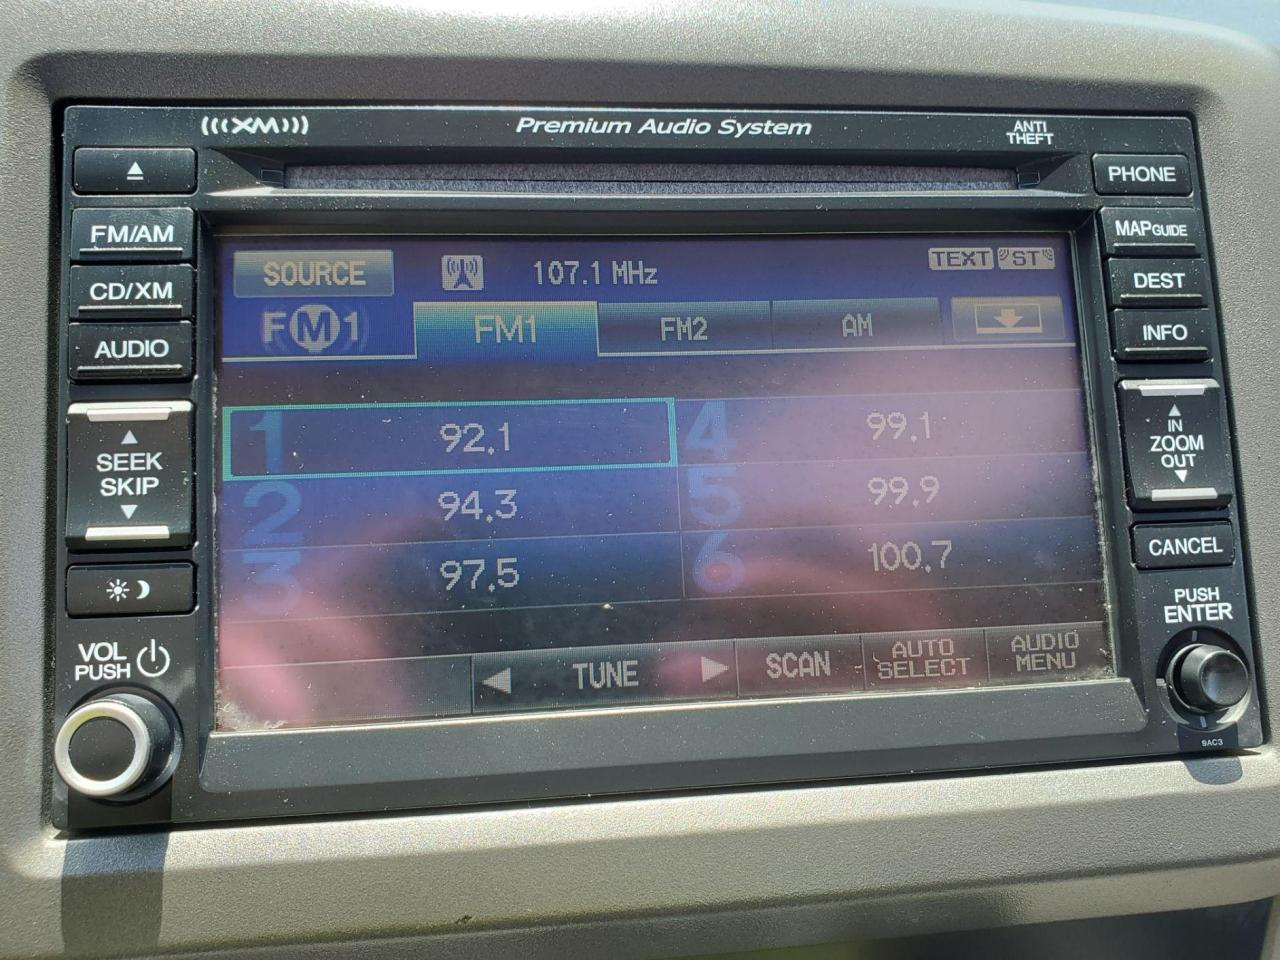 XM
Premium Audio System
ANTI
THEFT
PHONE
FM/AM
MAPGUIDE
CD/XM
DEST
AUDIO
INFO
SEEK
SKIP
IN
ZOOM
OUT
CANCEL
VOL
PUSH
PUSH
ENTER
9AC3
SOURCE
107.1 MHz
TEXT
ST
FM1
FM1
FM2
AM
1 92.1
4 99.1
2 94.3
5 99.9
3 97.5
6 100.7
TUNE
SCAN
AUTO
SELECT
AUDIO
MENU